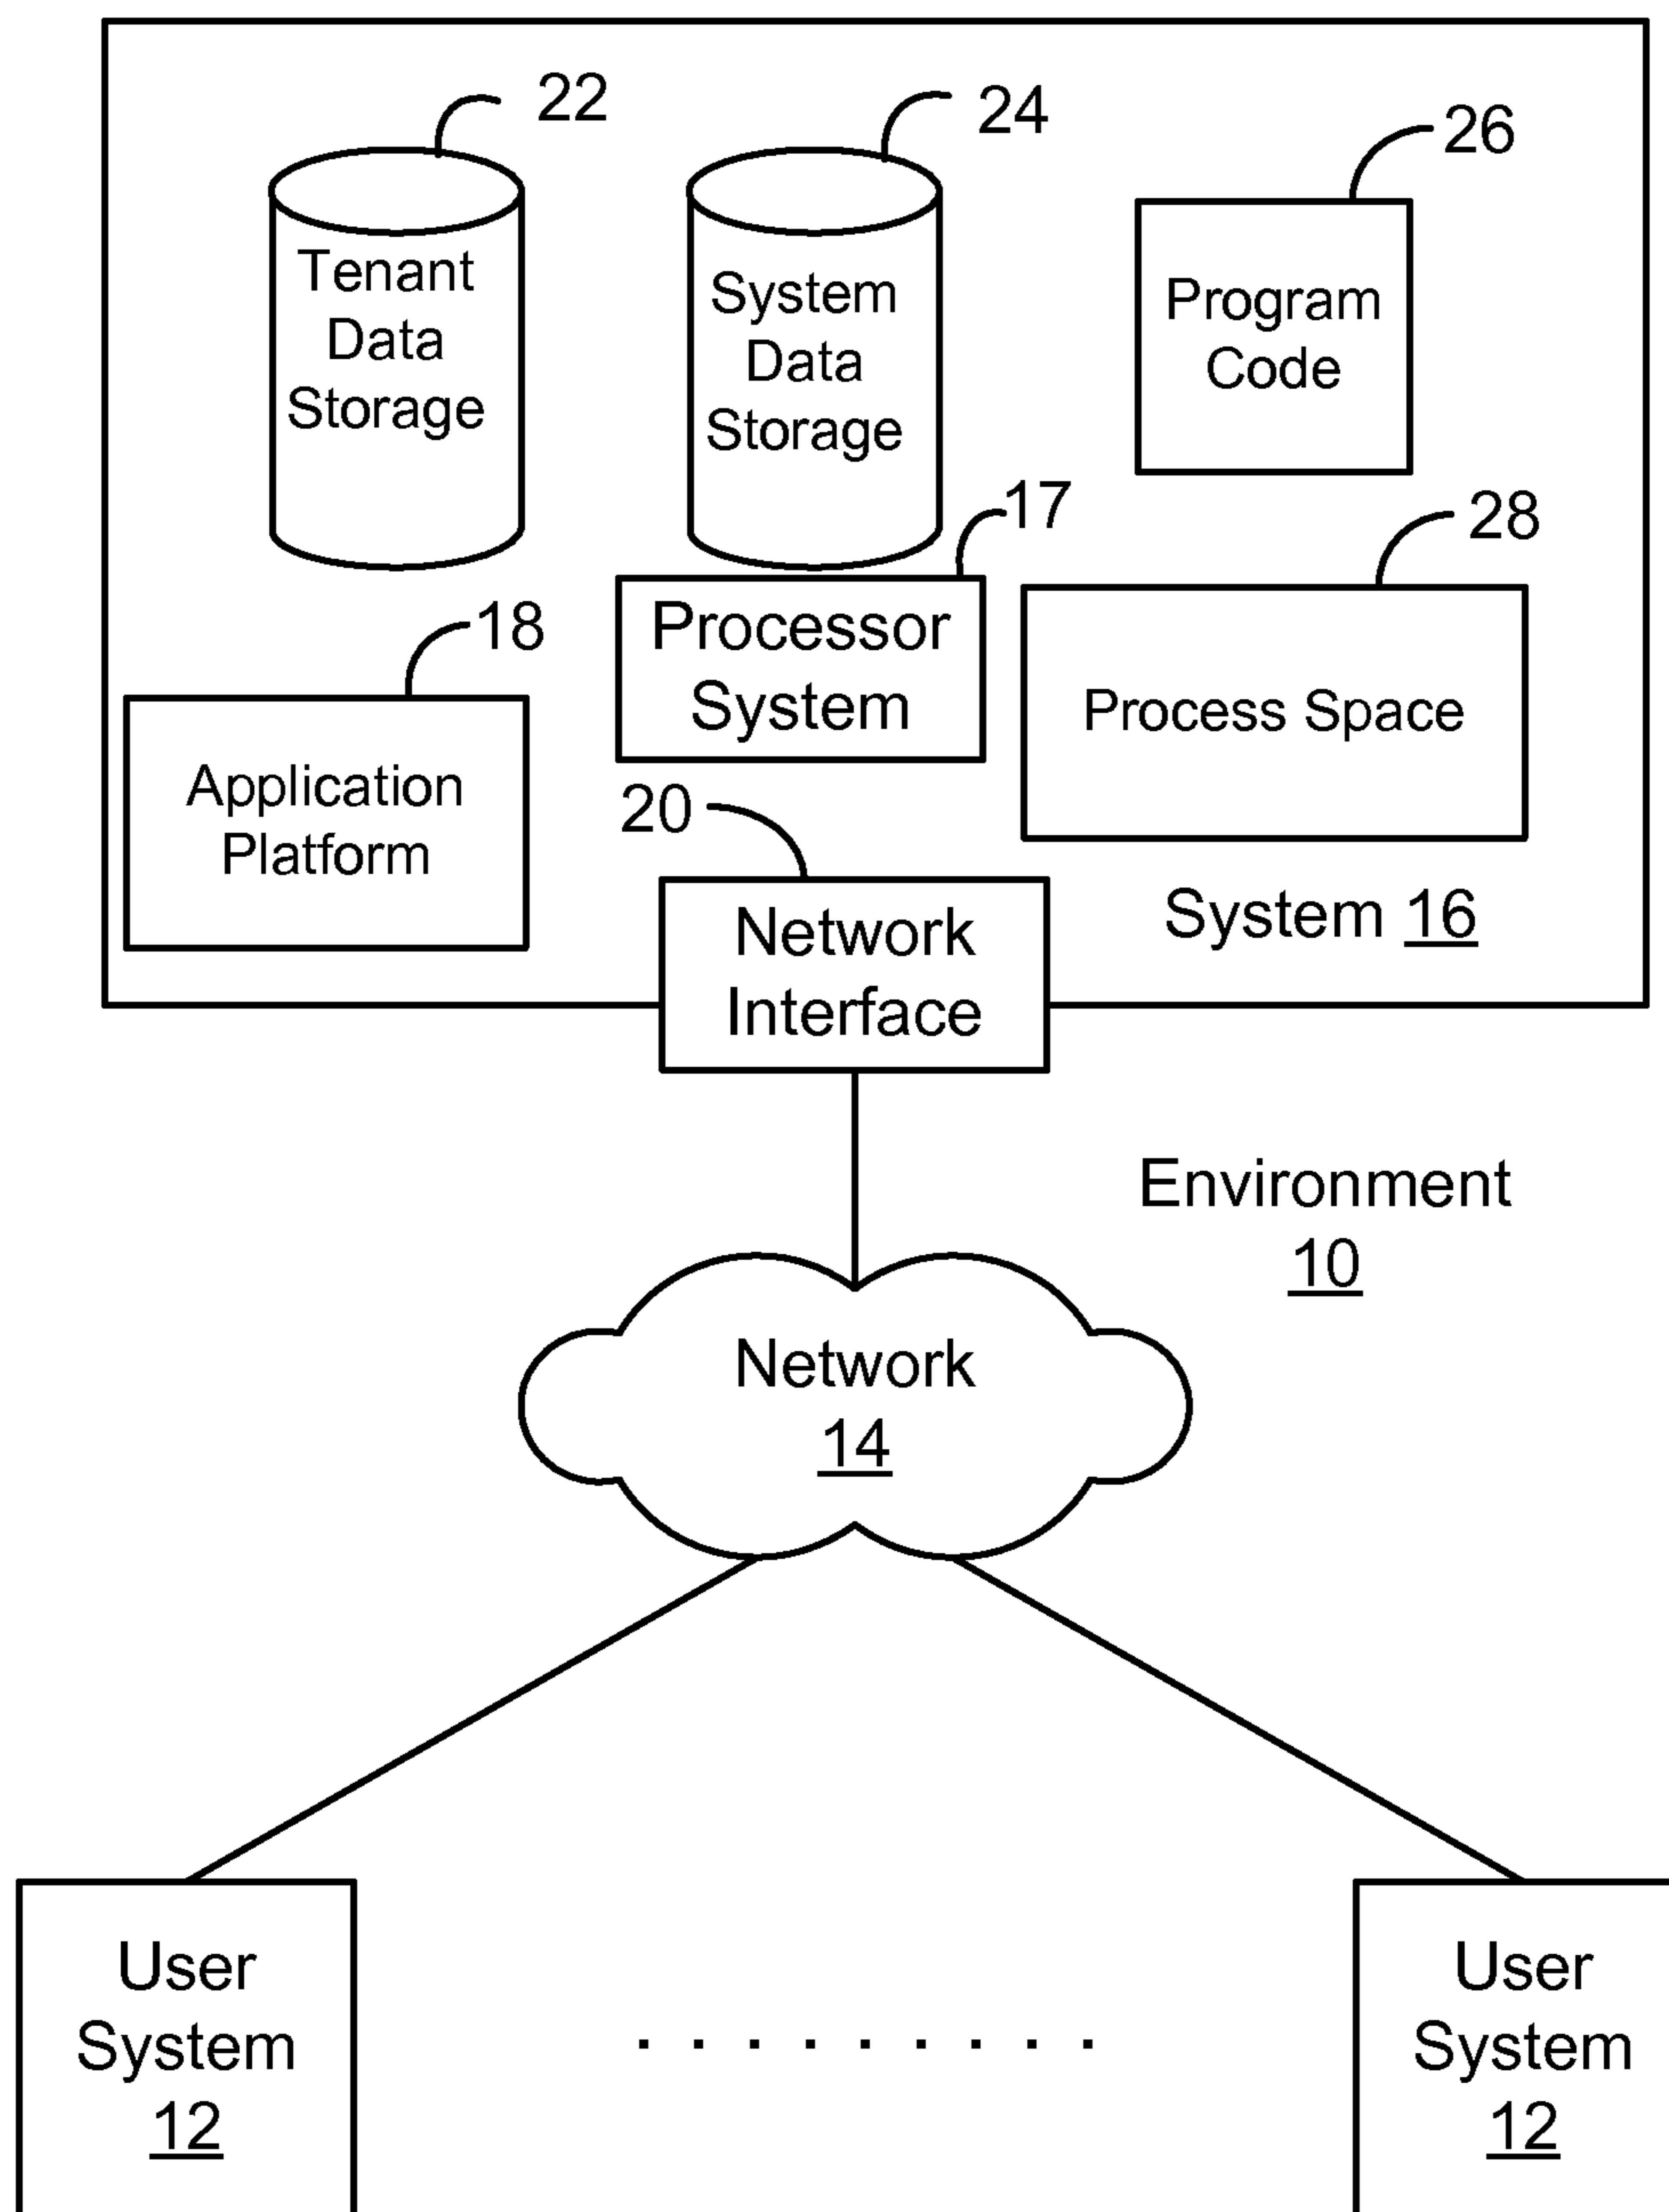 22
24
26
Tenant
Data
Storage
System
Data
Storage
Program
Code
17
28
18
Processor
System
Process Space
Application
Platform
20
Network
Interface
System 16
Environment
10
Network
14
User
System
12
. . . . . . . . .
User
System
12